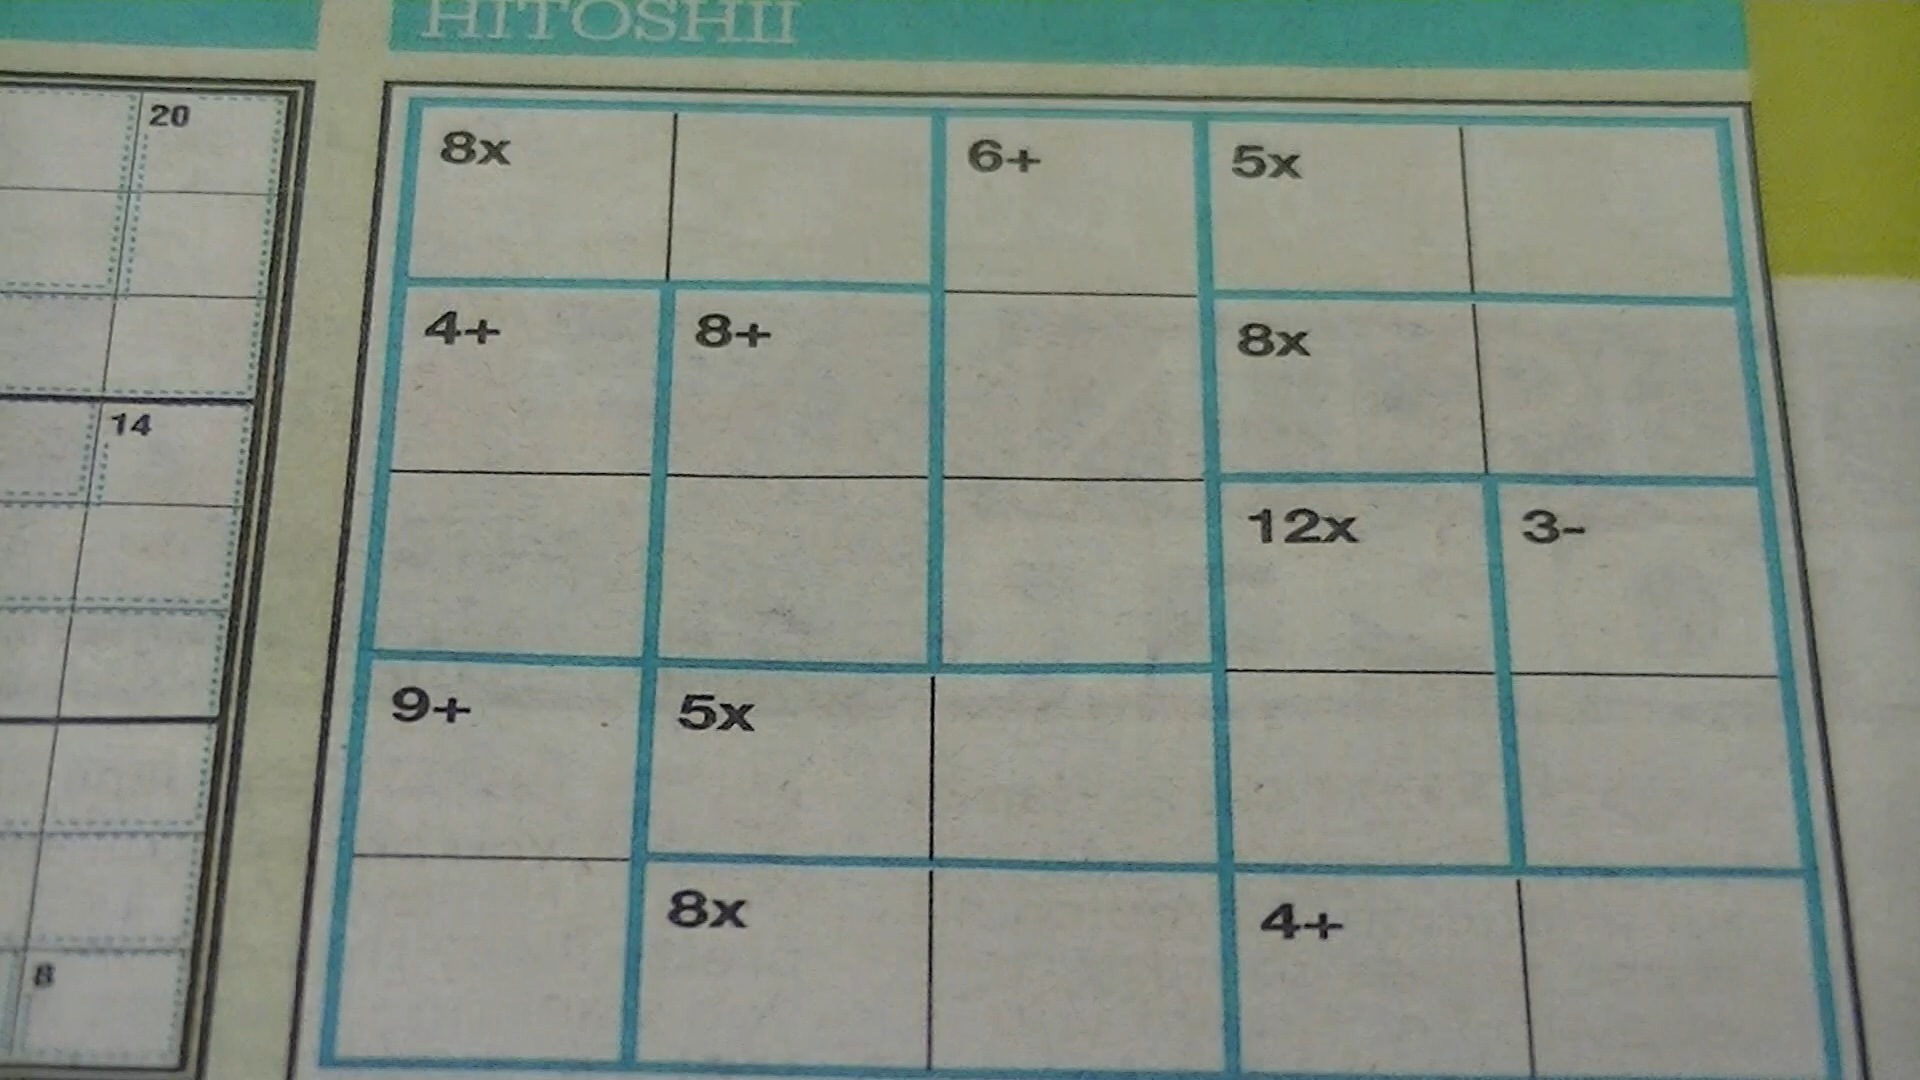 HITOSHII
20
8x 6+ 5x
4+ 8+ 8x
14
12x 3-
9+ 5x
8x 4+
8